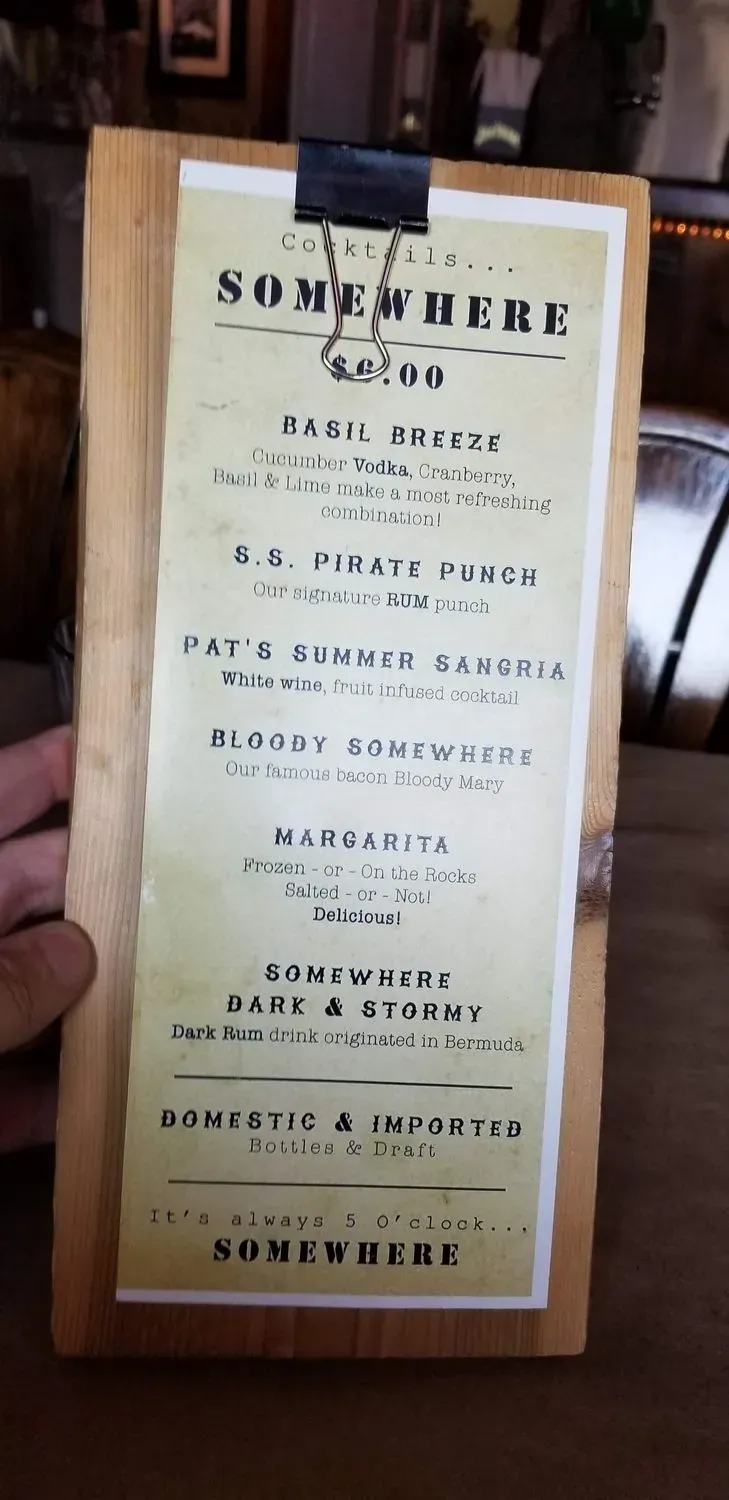 Cocktails...
SOMEWHERE
$6.00
BASIL BREEZE
Cucumber Vodka, Cranberry,
Basil & Lime make a most refreshing
combination!
S.S. PIRATE PUNCH
Our signature RUM punch
PAT'S SUMMER SANGRIA
White wine, fruit infused cocktail
BLOODY SOMEWHERE
Our famous bacon Bloody Mary
MARGARITA
Frozen - or - On the Rocks
Salted - or - Not!
Delicious!
SOMEWHERE
DARK & STORMY
Dark Rum drink originated in Bermuda
DOMESTIC & IMPORTED
Bottles & Draft
It's always 5 O'clock...
SOMEWHERE